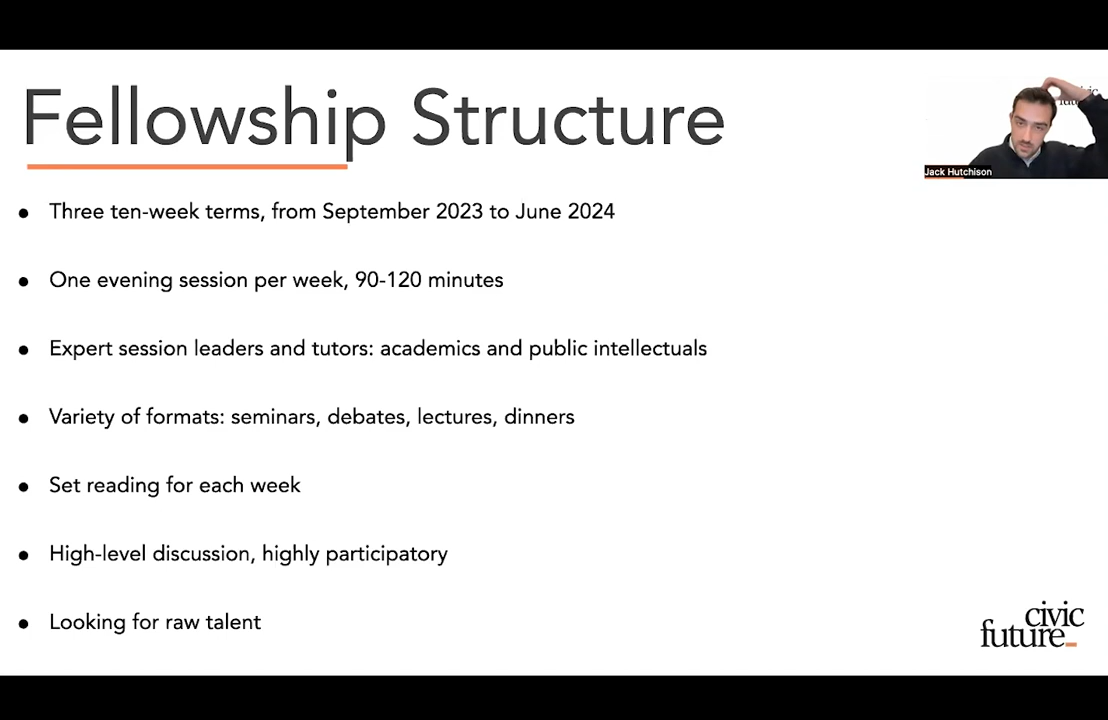 Fellowship Structure
civic
future
Jack Hutchison
Three ten-week terms, from September 2023 to June 2024
One evening session per week, 90-120 minutes
Expert session leaders and tutors: academics and public intellectuals
Variety of formats: seminars, debates, lectures, dinners
Set reading for each week
High-level discussion, highly participatory
Looking for raw talent
civic
future_